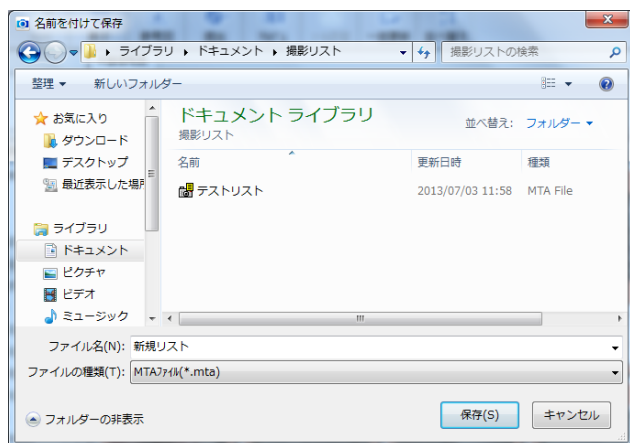 名前を付けて保存
ライブラリ ▸ ドキュメント ▸ 撮影リスト
撮影リストの検索
整理 新しいフォルダー
お気に入り
ダウンロード
デスクトップ
最近表示した場所
ライブラリ
ドキュメント
ピクチャ
ビデオ
ミュージック
ドキュメント ライブラリ
撮影リスト
並べ替え: フォルダー
名前 更新日時 種類
テストリスト 2013/07/03 11:58 MTA File
ファイル名(N): 新規リスト
ファイルの種類(T): MTAファイル(*.mta)
フォルダーの非表示
保存(S) キャンセル